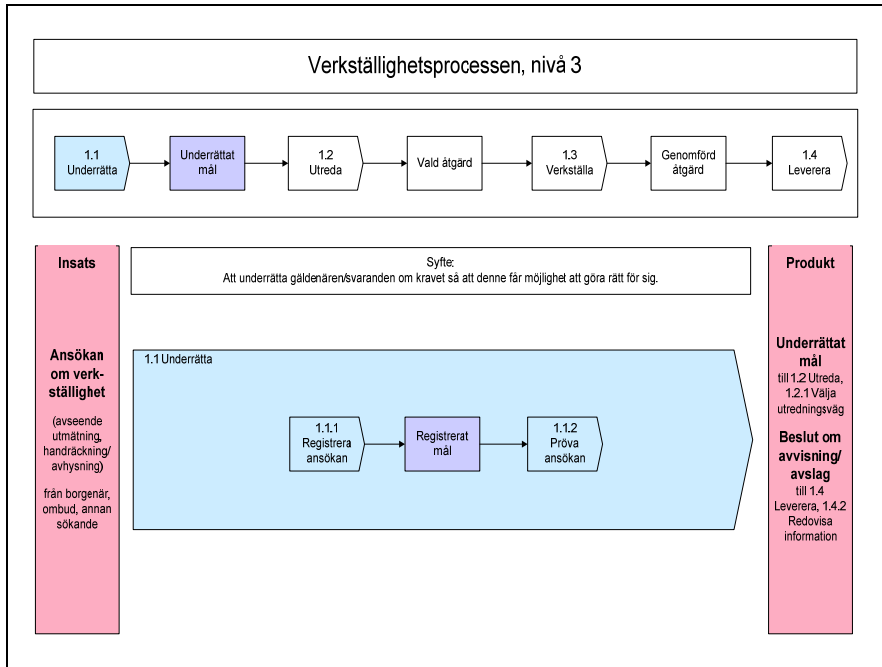 Verkställighetsprocessen, nivå 3
1.1
Underrätta
Underrättat
mål
1.2
Utreda
Vald åtgärd
1.3
Verkställa
Genomförd
åtgärd
1.4
Leverera
Insats
Ansökan
om verk-
ställighet
(avseende
utmätning,
handräckning/
avhysning)
från borgenär,
ombud, annan
sökande
Syfte:
Att underrätta gäldenären/svaranden om kravet så att denne får möjlighet att göra rätt för sig.
1.1 Underrätta
1.1.1
Registrera
ansökan
Registrerat
mål
1.1.2
Pröva
ansökan
Produkt
Underrättat
mål
till 1.2 Utreda,
1.2.1 Välja
utredningsväg
Beslut om
avvisning/
avslag
till 1.4
Leverera, 1.4.2
Redovisa
information